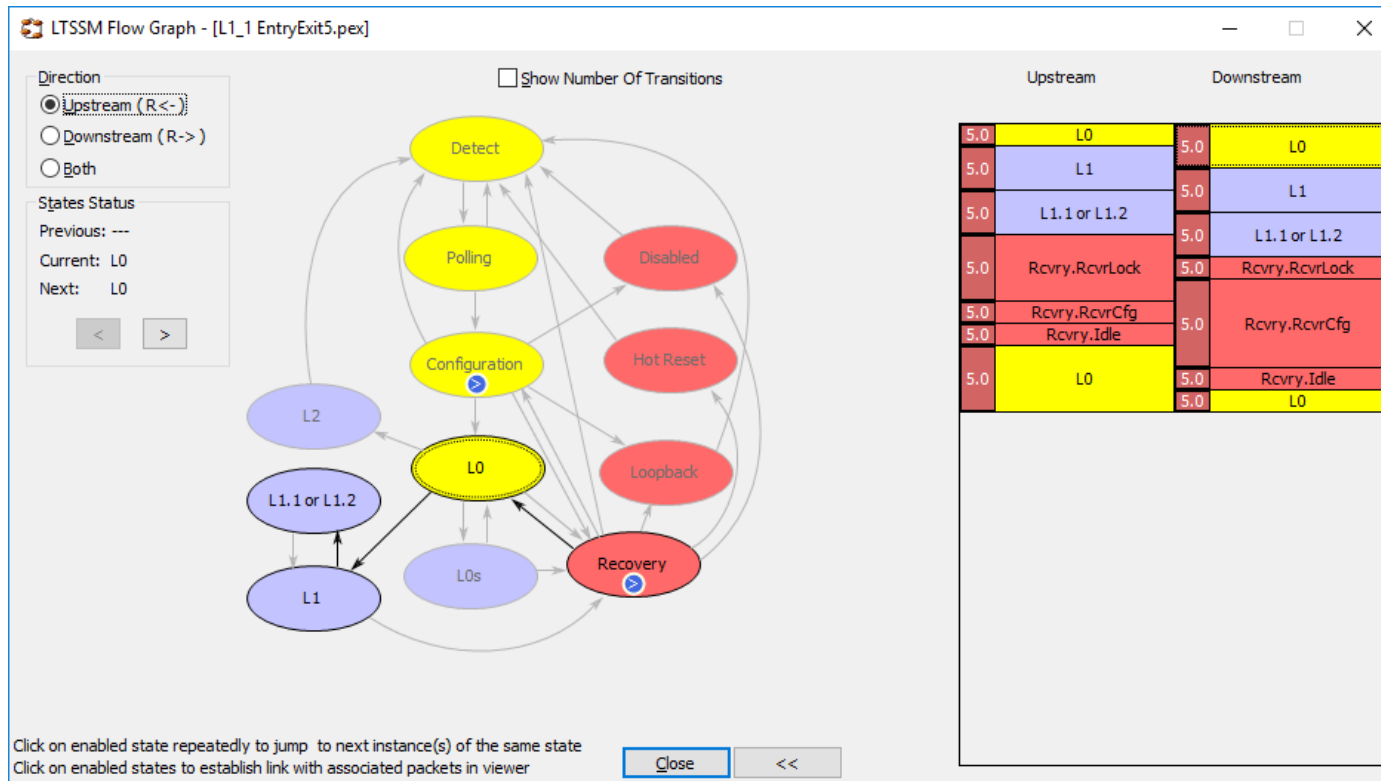 LTSSM Flow Graph - [L1_1 EntryExit5.pex]
Direction
Upstream ( R<- )
Downstream ( R-> )
Both
States Status
Previous: ---
Current: L0
Next: L0
<
>
Show Number Of Transitions
Detect
Polling
Disabled
Configuration
>
Hot Reset
L2
L0
Loopback
L1.1 or L1.2
L0s
Recovery
>
L1
Upstream
Downstream
5.0 L0
5.0 L1
5.0 L1.1 or L1.2
5.0 Rcvry.RcvrLock
5.0 Rcvry.RcvrCfg
5.0 Rcvry.Idle
5.0 L0
5.0 L0
5.0 L1
5.0 L1.1 or L1.2
5.0 Rcvry.RcvrLock
5.0 Rcvry.RcvrCfg
5.0 Rcvry.Idle
5.0 L0
Click on enabled state repeatedly to jump to next instance(s) of the same state
Click on enabled states to establish link with associated packets in viewer
Close
<<